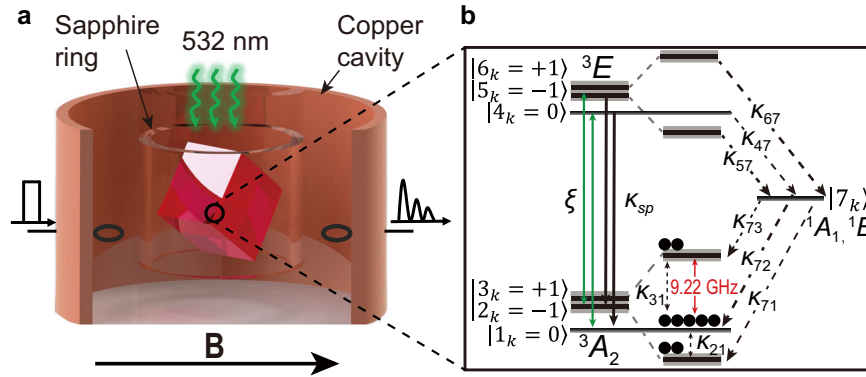 a
Sapphire
ring
532 nm
Copper
cavity
B
b
|6ₖ = +1⟩
³E
|5ₖ = −1⟩
|4ₖ = 0⟩
κ₆₇
κ₄₇
κ₅₇
ξ
κₛₚ
|7ₖ⟩
¹A₁, ¹E
κ₇₃
κ₇₂
κ₇₁
|3ₖ = +1⟩
κ₃₁
9.22 GHz
|2ₖ = −1⟩
|1ₖ = 0⟩
³A₂
κ₂₁